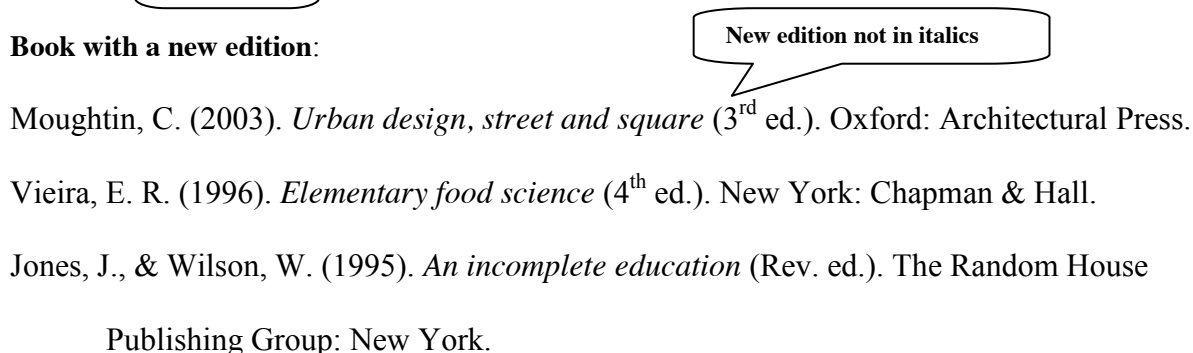 New edition not in italics
Book with a new edition:
Moughtin, C. (2003). Urban design, street and square (3rd ed.). Oxford: Architectural Press.
Vieira, E. R. (1996). Elementary food science (4th ed.). New York: Chapman & Hall.
Jones, J., & Wilson, W. (1995). An incomplete education (Rev. ed.). The Random House
Publishing Group: New York.